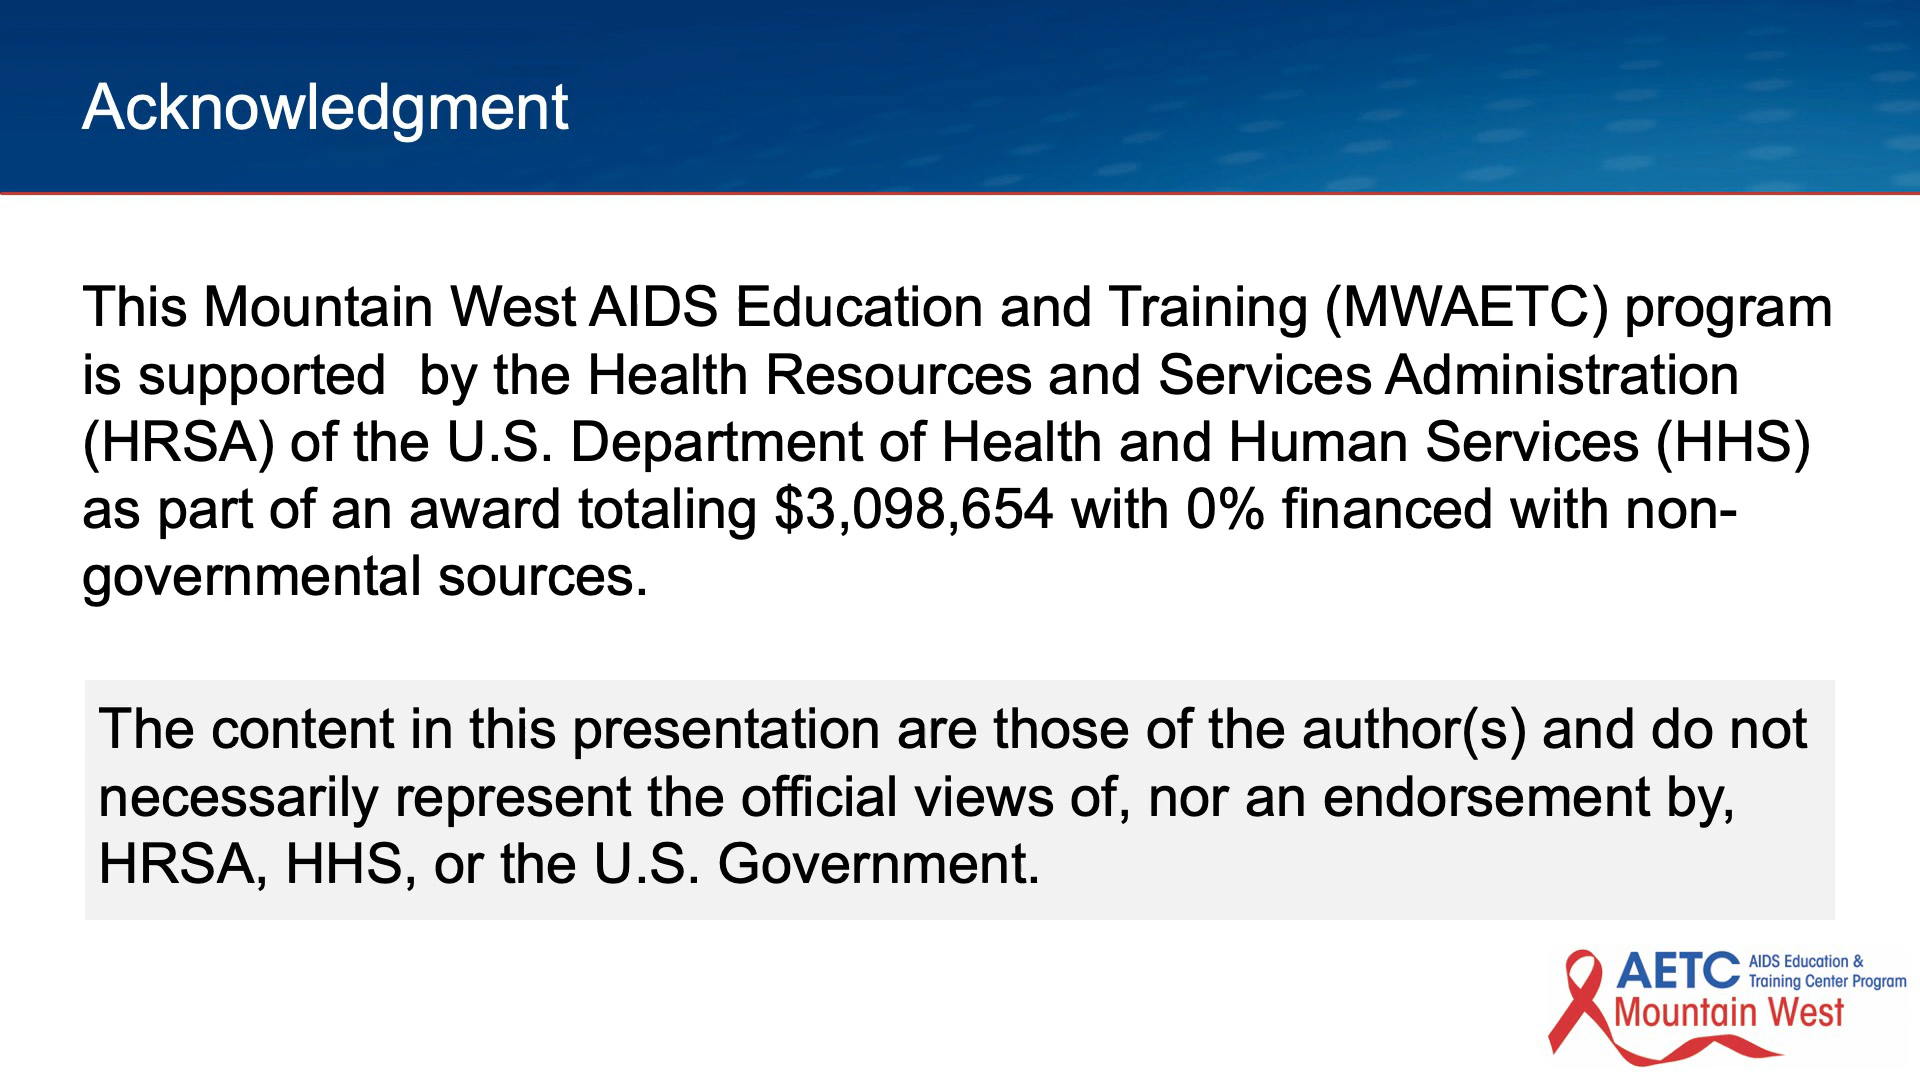 Acknowledgment
This Mountain West AIDS Education and Training (MWAETC) program
is supported  by the Health Resources and Services Administration
(HRSA) of the U.S. Department of Health and Human Services (HHS)
as part of an award totaling $3,098,654 with 0% financed with non-
governmental sources.
The content in this presentation are those of the author(s) and do not
necessarily represent the official views of, nor an endorsement by,
HRSA, HHS, or the U.S. Government.
AETC AIDS Education &
Training Center Program
Mountain West